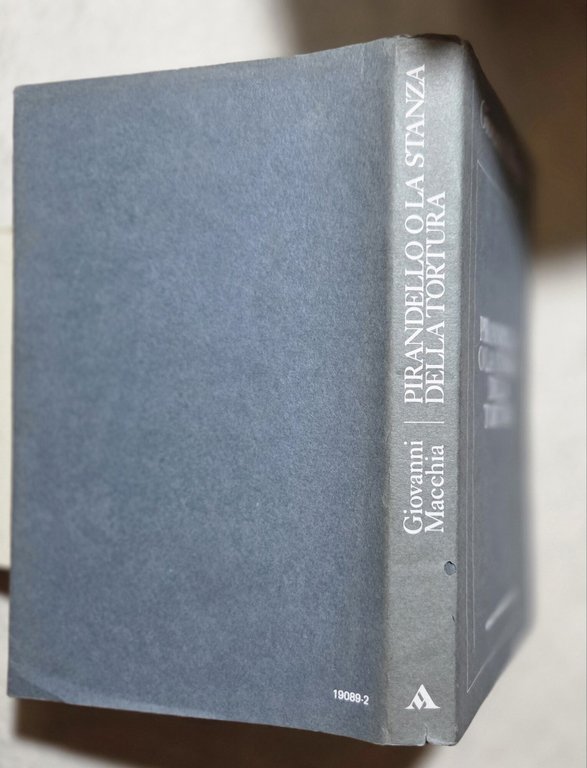 Giovanni
Macchia
PIRANDELLO O LA STANZA
DELLA TORTURA
19089-2